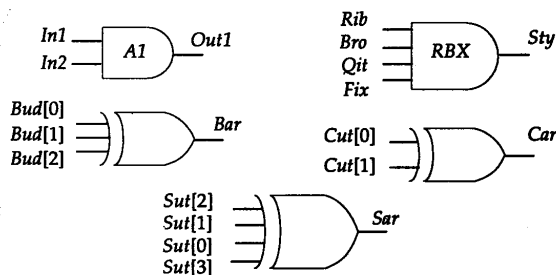 In1
In2
A1
Out1
Rib
Bro
Qit
Fix
RBX
Sty
Bud[0]
Bud[1]
Bud[2]
Bar
Cut[0]
Cut[1]
Car
Sut[2]
Sut[1]
Sut[0]
Sut[3]
Sar